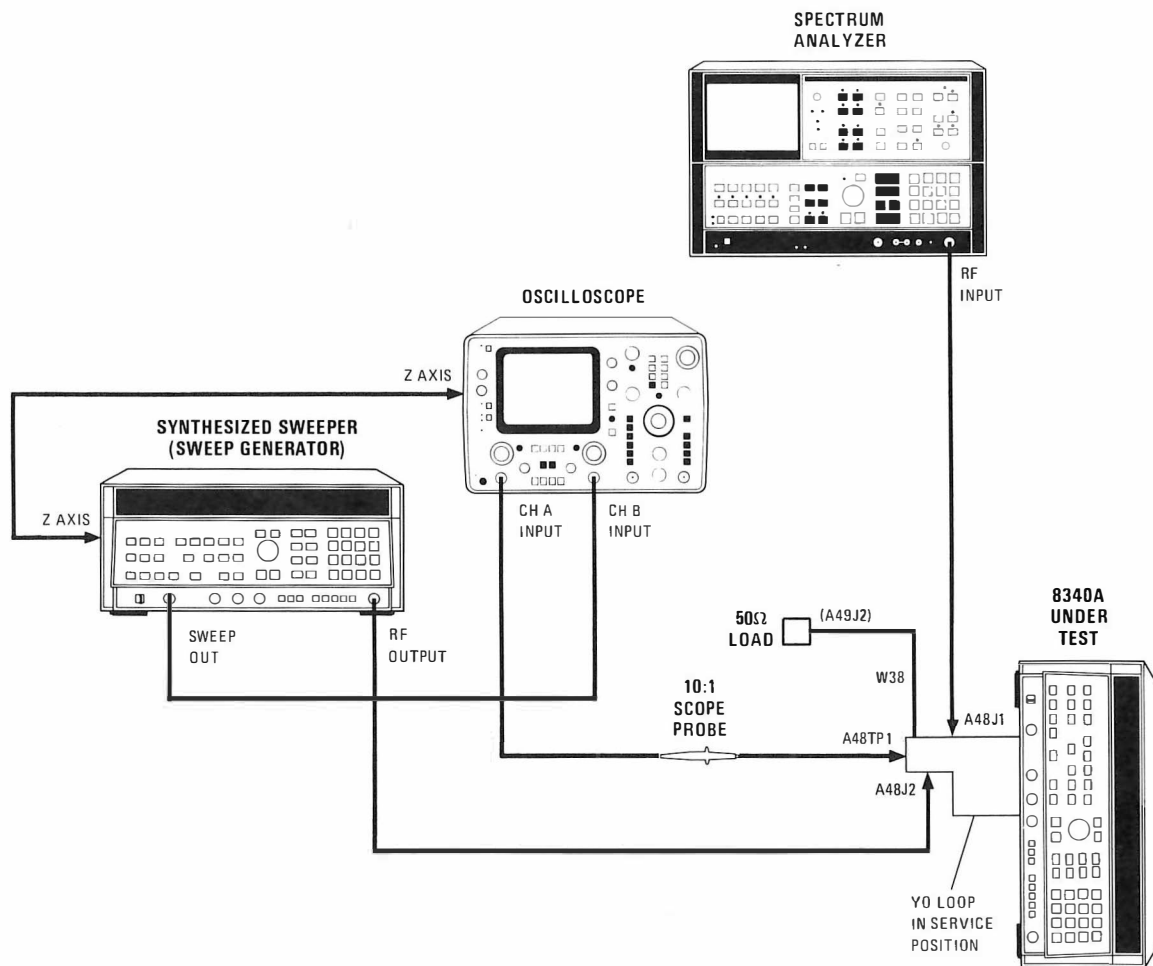 SPECTRUM
ANALYZER
RF
INPUT
OSCILLOSCOPE
Z AXIS
SYNTHESIZED SWEEPER
(SWEEP GENERATOR)
Z AXIS
CH A
INPUT
CH B
INPUT
SWEEP
OUT
RF
OUTPUT
50Ω
LOAD
(A49J2)
8340A
UNDER
TEST
W38
10:1
SCOPE
PROBE
A48J1
A48TP1
A48J2
YO LOOP
IN SERVICE
POSITION